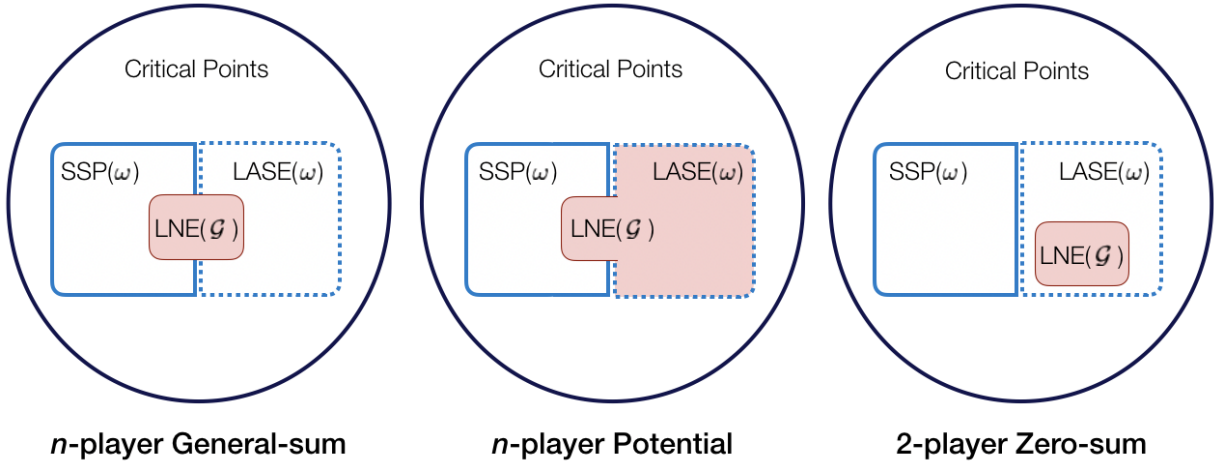 Critical Points
SSP(ω)
LASE(ω)
LNE(𝒢)
n-player General-sum
Critical Points
SSP(ω)
LASE(ω)
LNE(𝒢)
n-player Potential
Critical Points
SSP(ω)
LASE(ω)
LNE(𝒢)
2-player Zero-sum